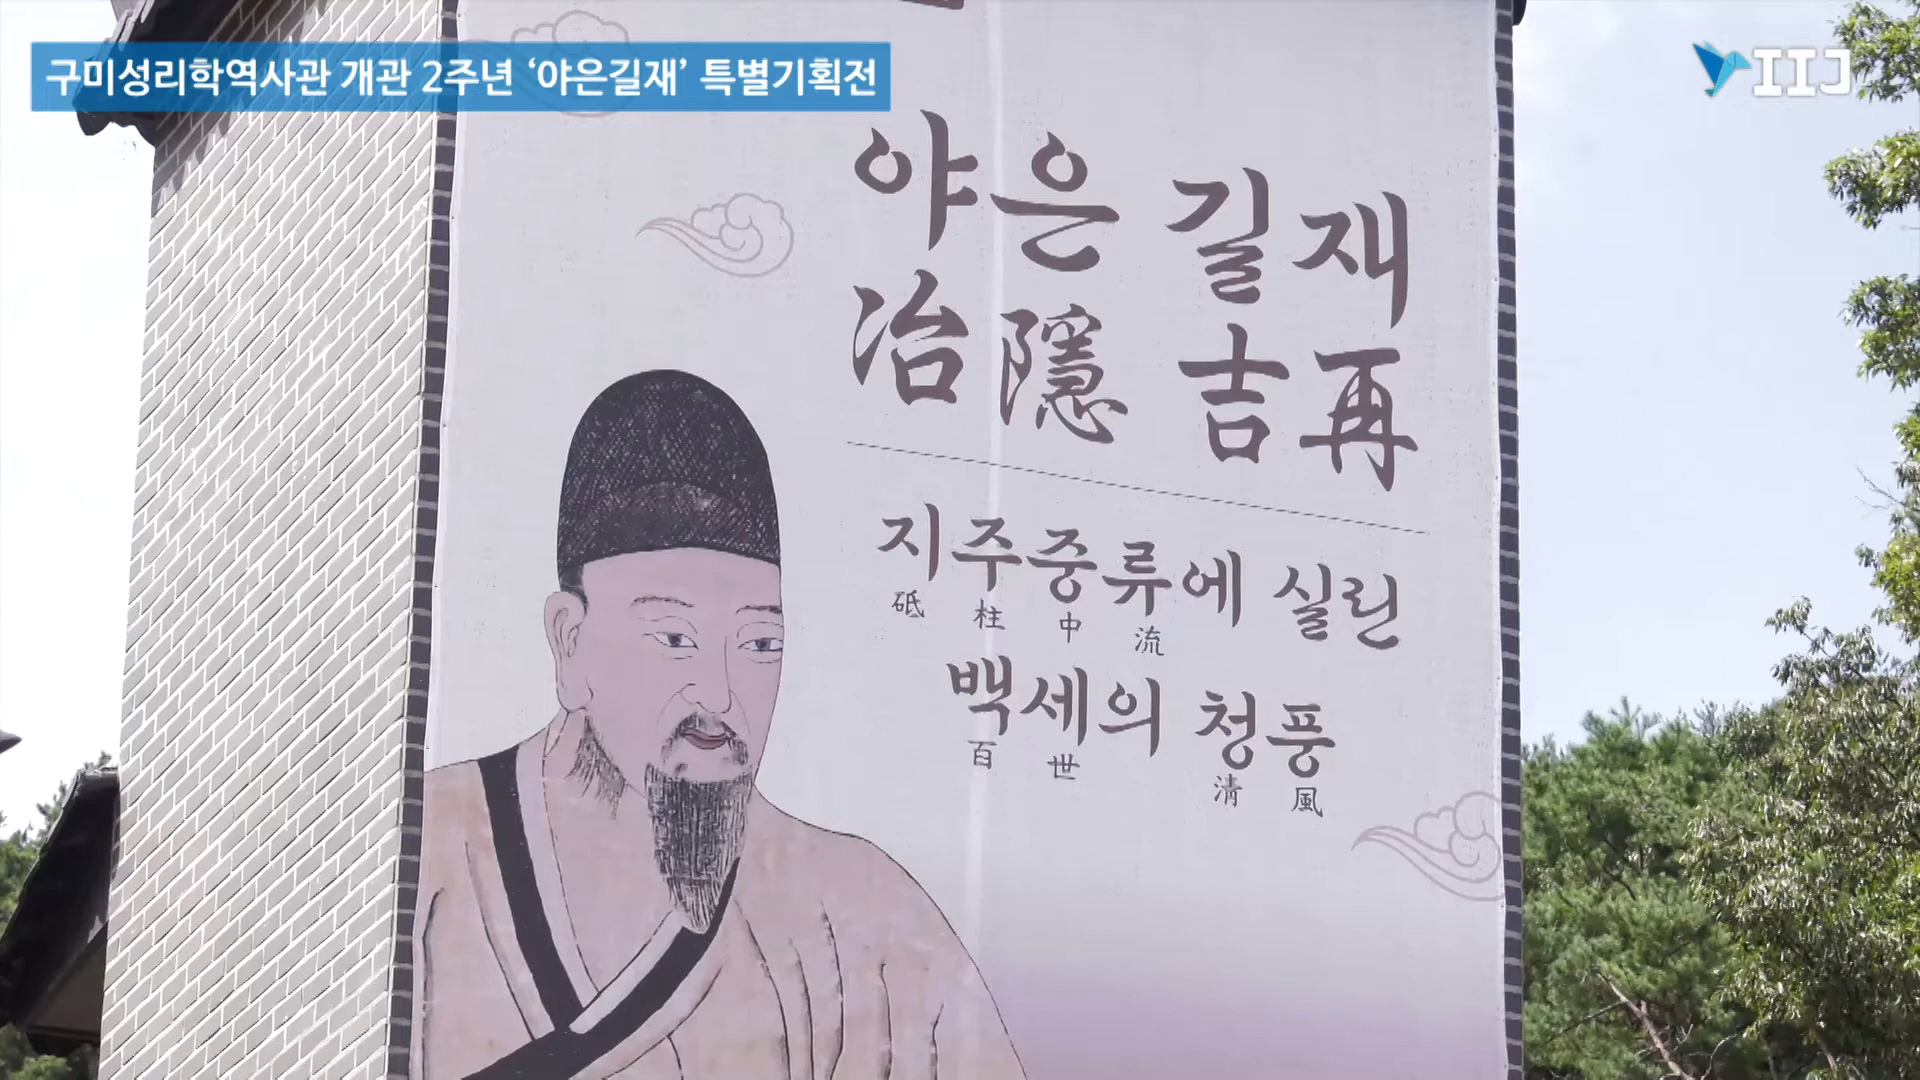 구미성리학역사관 개관 2주년 ‘야은길재’ 특별기획전
IIJ
야은 길재
冶隱 吉再
지주중류에 실린
砥柱中流
백세의 청풍
百世 淸風